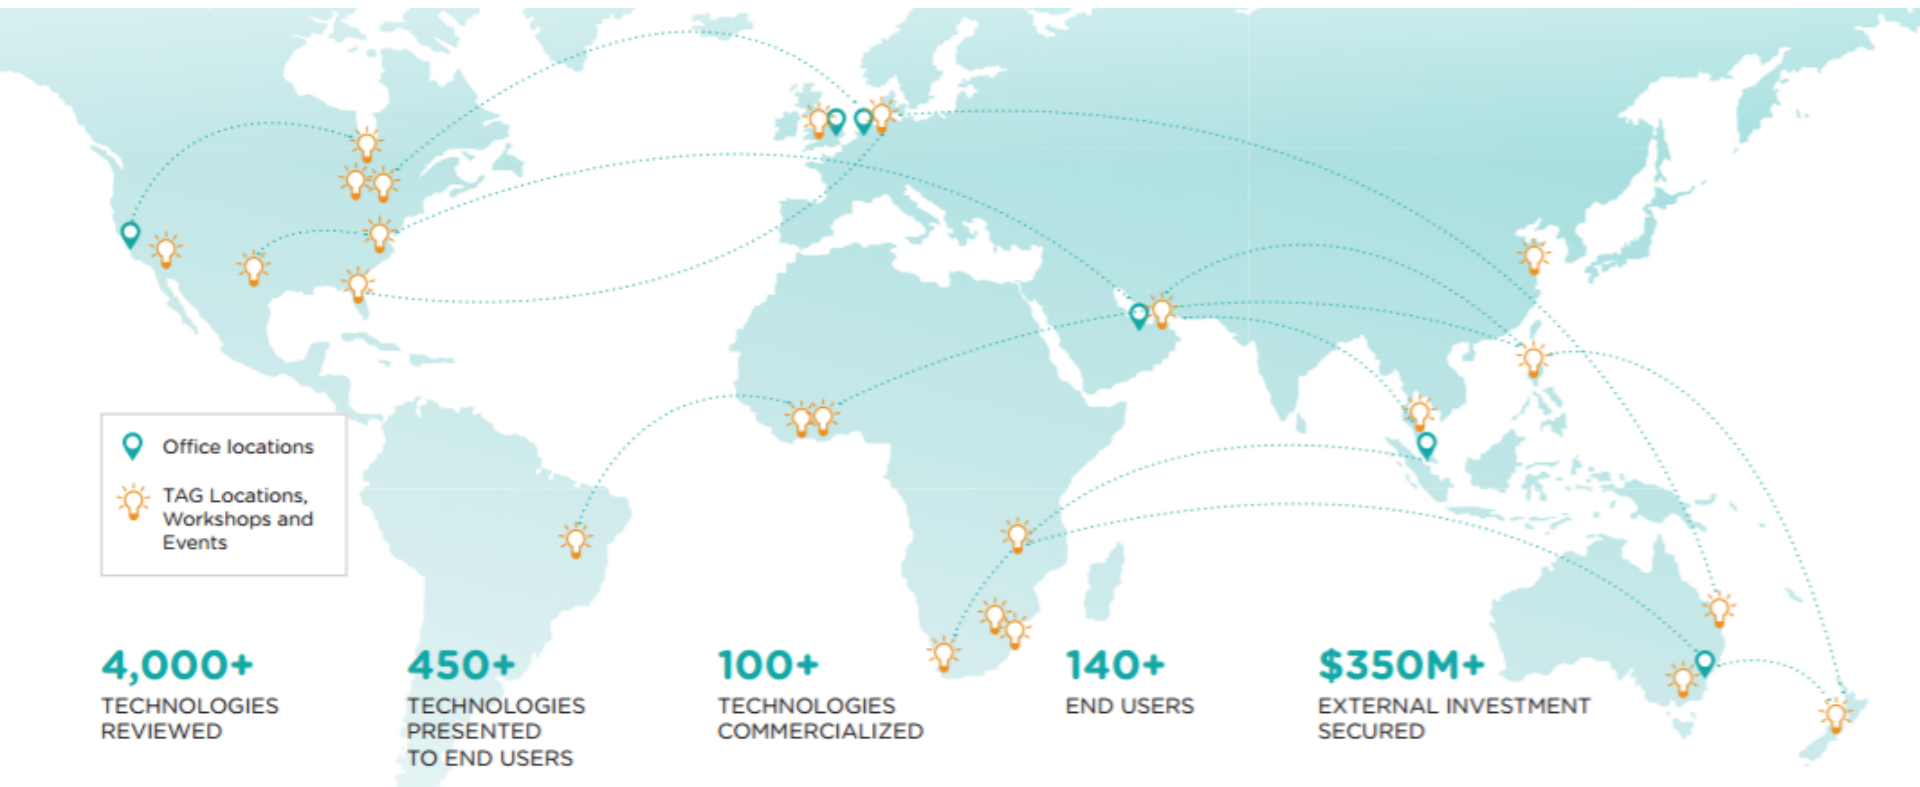 Office locations
TAG Locations,
Workshops and
Events
4,000+
TECHNOLOGIES
REVIEWED
450+
TECHNOLOGIES
PRESENTED
TO END USERS
100+
TECHNOLOGIES
COMMERCIALIZED
140+
END USERS
$350M+
EXTERNAL INVESTMENT
SECURED